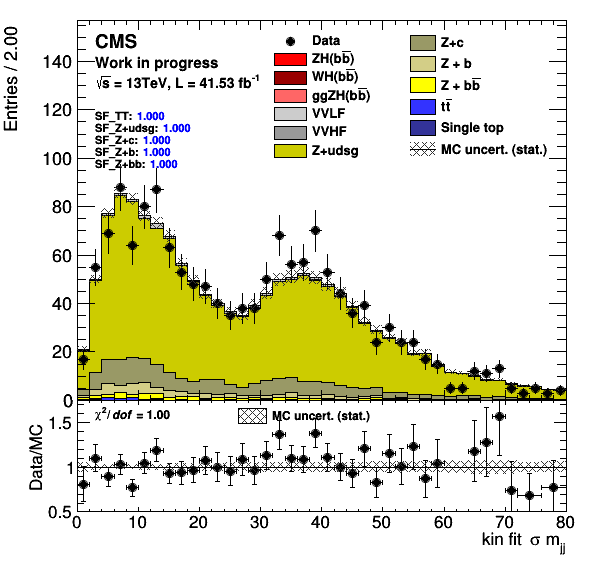 CMS
Work in progress
√s = 13TeV, L = 41.53 fb⁻¹
SF_TT: 1.000
SF_Z+udsg: 1.000
SF_Z+c: 1.000
SF_Z+b: 1.000
SF_Z+bb: 1.000
Data
ZH(bb̅)
WH(bb̅)
ggZH(bb̅)
VVLF
VVHF
Z+udsg
Z+c
Z + b
Z + bb̅
tt̅
Single top
MC uncert. (stat.)
Entries / 2.00
140
120
100
80
60
40
20
0
χ²/dof = 1.00
MC uncert. (stat.)
Data/MC
1.5
1
0.5
0 10 20 30 40 50 60 70 80
kin fit σ m_jj